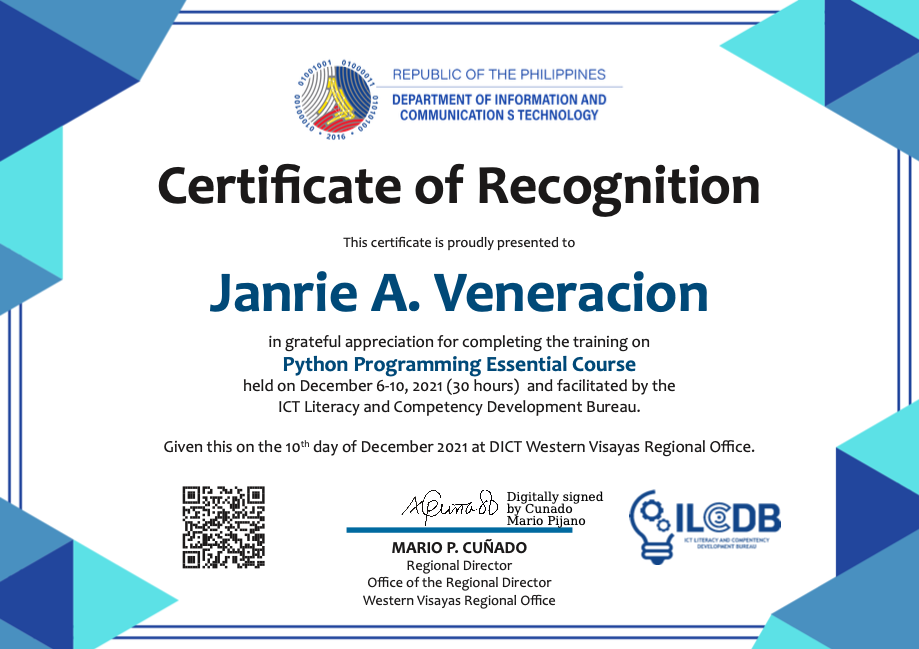 01001001 01000011 01010100 01000100
2016
REPUBLIC OF THE PHILIPPINES
DEPARTMENT OF INFORMATION AND
COMMUNICATION S TECHNOLOGY
Certificate of Recognition
This certificate is proudly presented to
Janrie A. Veneracion
in grateful appreciation for completing the training on
Python Programming Essential Course
held on December 6-10, 2021 (30 hours) and facilitated by the
ICT Literacy and Competency Development Bureau.
Given this on the 10th day of December 2021 at DICT Western Visayas Regional Office.
Digitally signed
by Cunado
Mario Pijano
MARIO P. CUÑADO
Regional Director
Office of the Regional Director
Western Visayas Regional Office
ILCDB
ICT LITERACY AND COMPETENCY
DEVELOPMENT BUREAU